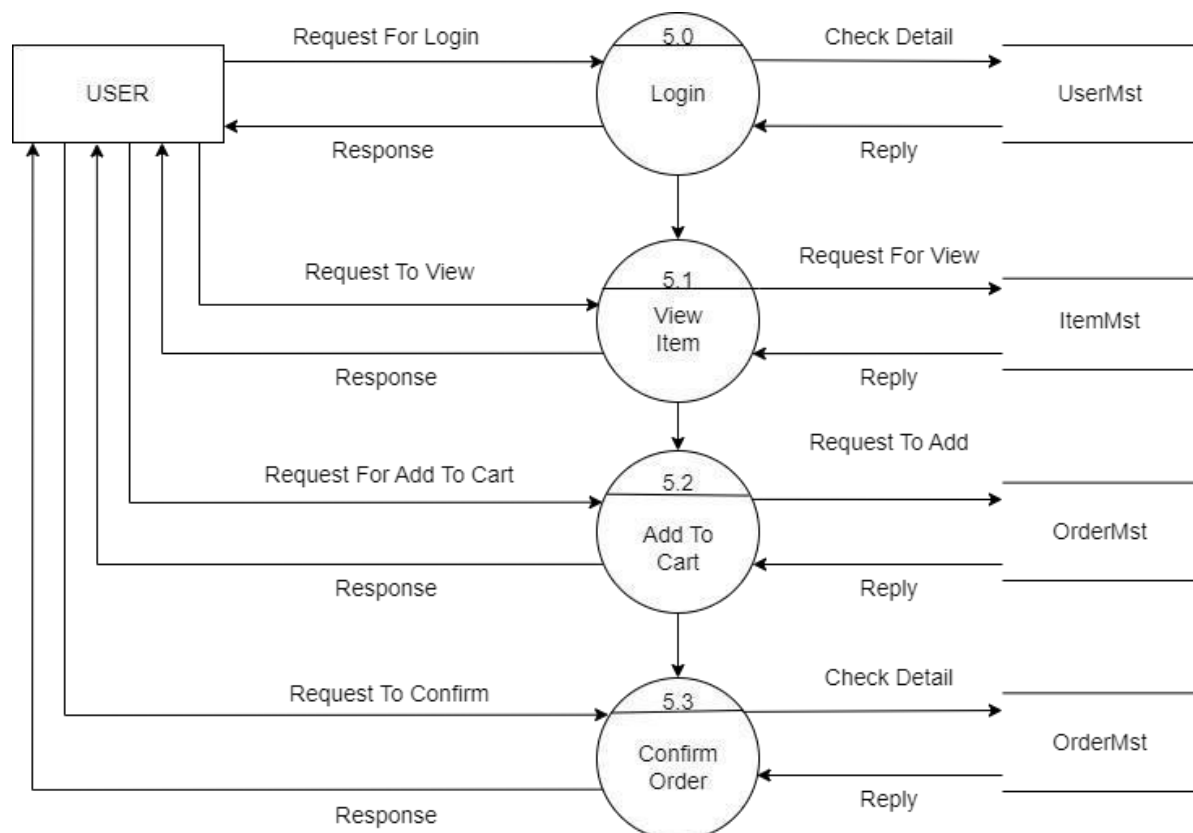 Request For Login
5.0
Check Detail
USER
Login
UserMst
Response
Reply
Request To View
5.1
Request For View
View
Item
ItemMst
Response
Reply
Request For Add To Cart
5.2
Request To Add
Add To
Cart
OrderMst
Response
Reply
Request To Confirm
5.3
Check Detail
Confirm
Order
OrderMst
Response
Reply